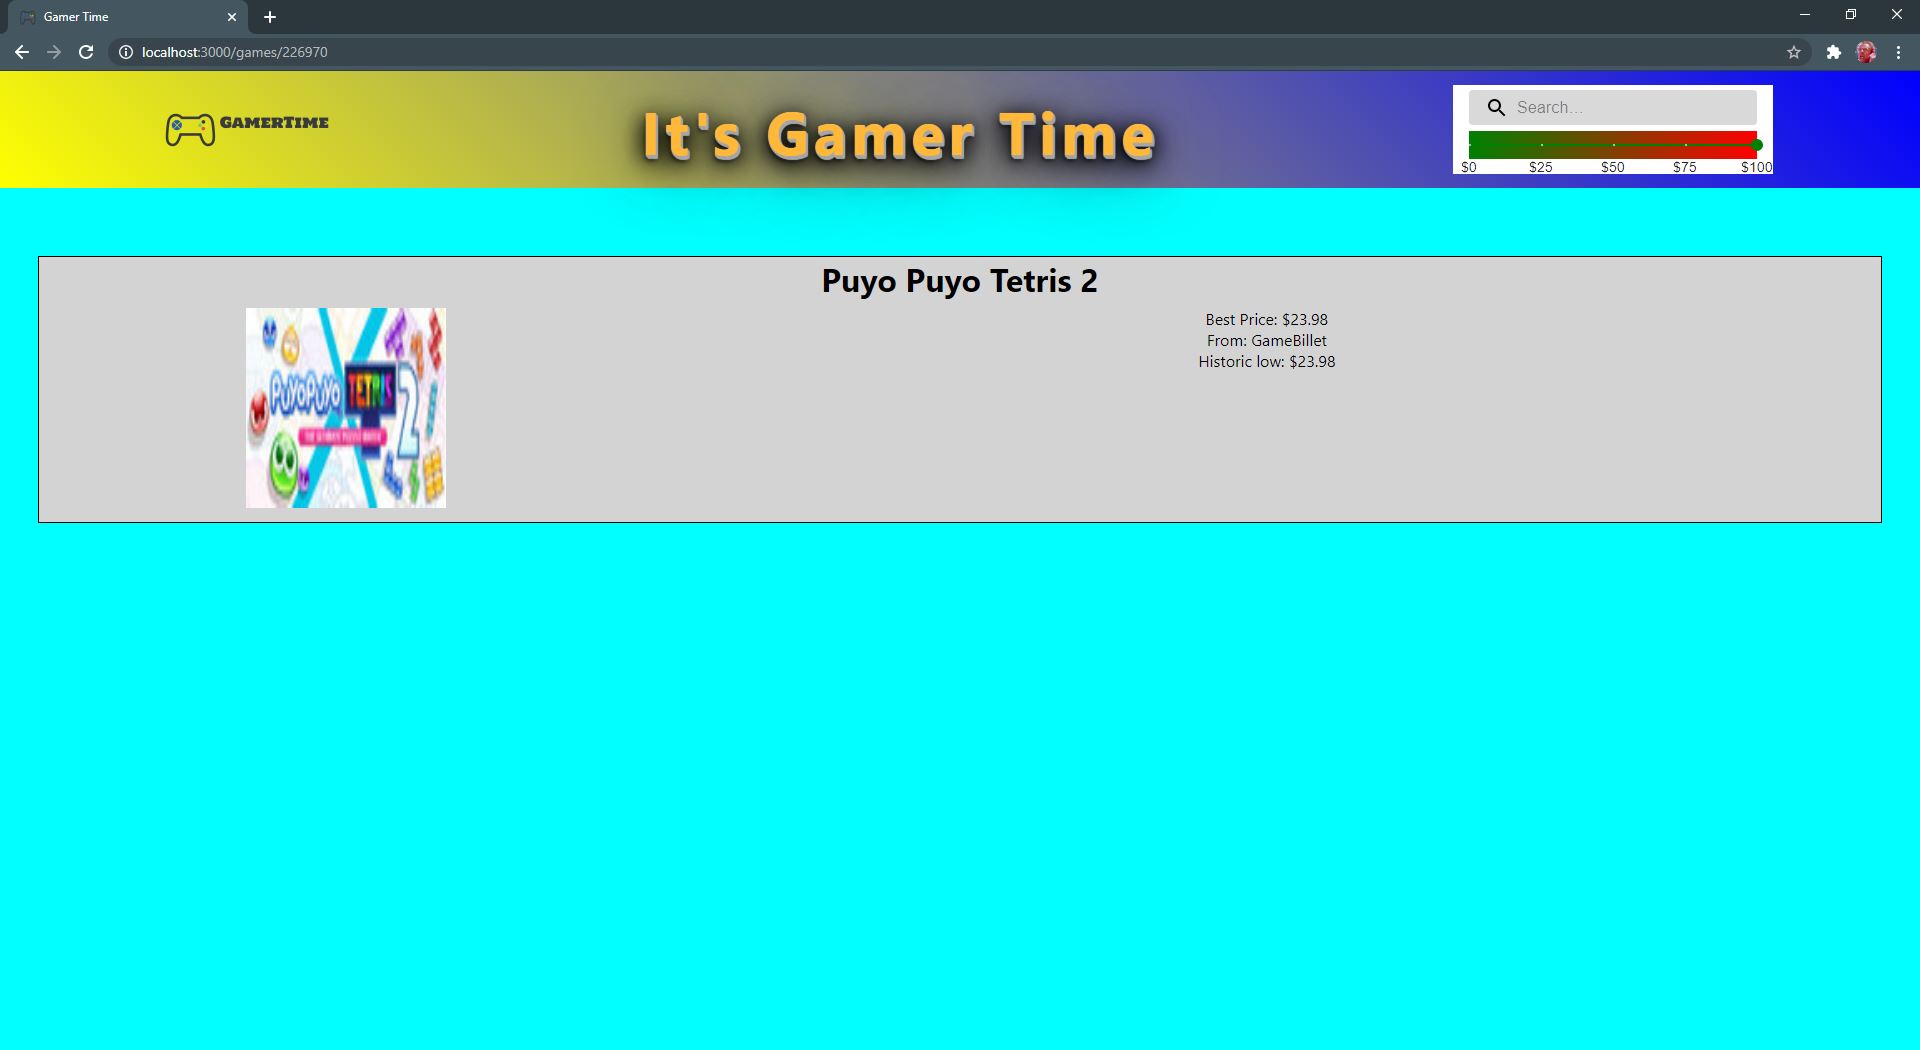 Gamer Time
localhost:3000/games/226970
GAMERTIME
It's Gamer Time
Search…
$0 $25 $50 $75 $100
Puyo Puyo Tetris 2
PUYOPUYO TETRIS 2
Best Price: $23.98
From: GameBillet
Historic low: $23.98